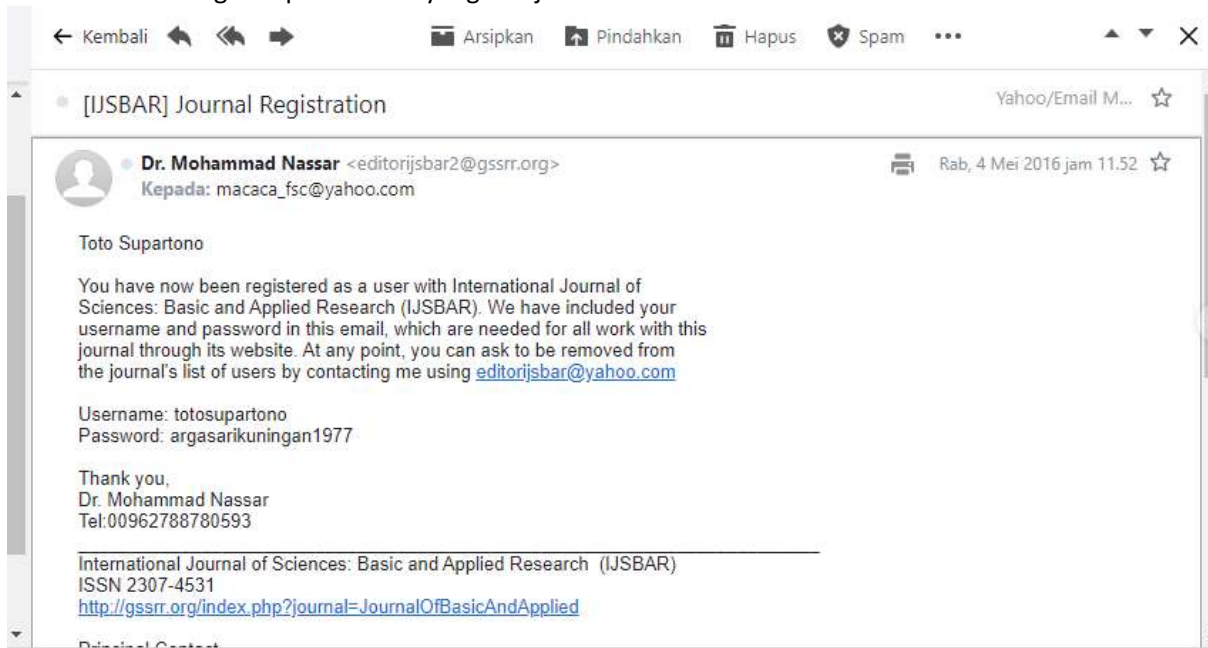 Kembali Arsipkan Pindahkan Hapus Spam
[IJSBAR] Journal Registration Yahoo/Email M...
Dr. Mohammad Nassar <editorijsbar2@gssrr.org> Rab, 4 Mei 2016 jam 11.52
Kepada: macaca_fsc@yahoo.com
Toto Supartono
You have now been registered as a user with International Journal of
Sciences: Basic and Applied Research (IJSBAR). We have included your
username and password in this email, which are needed for all work with this
journal through its website. At any point, you can ask to be removed from
the journal's list of users by contacting me using editorijsbar@yahoo.com
Username: totosupartono
Password: argasarikuningan1977
Thank you,
Dr. Mohammad Nassar
Tel:00962788780593
International Journal of Sciences: Basic and Applied Research (IJSBAR)
ISSN 2307-4531
http://gssrr.org/index.php?journal=JournalOfBasicAndApplied
Principal Contact